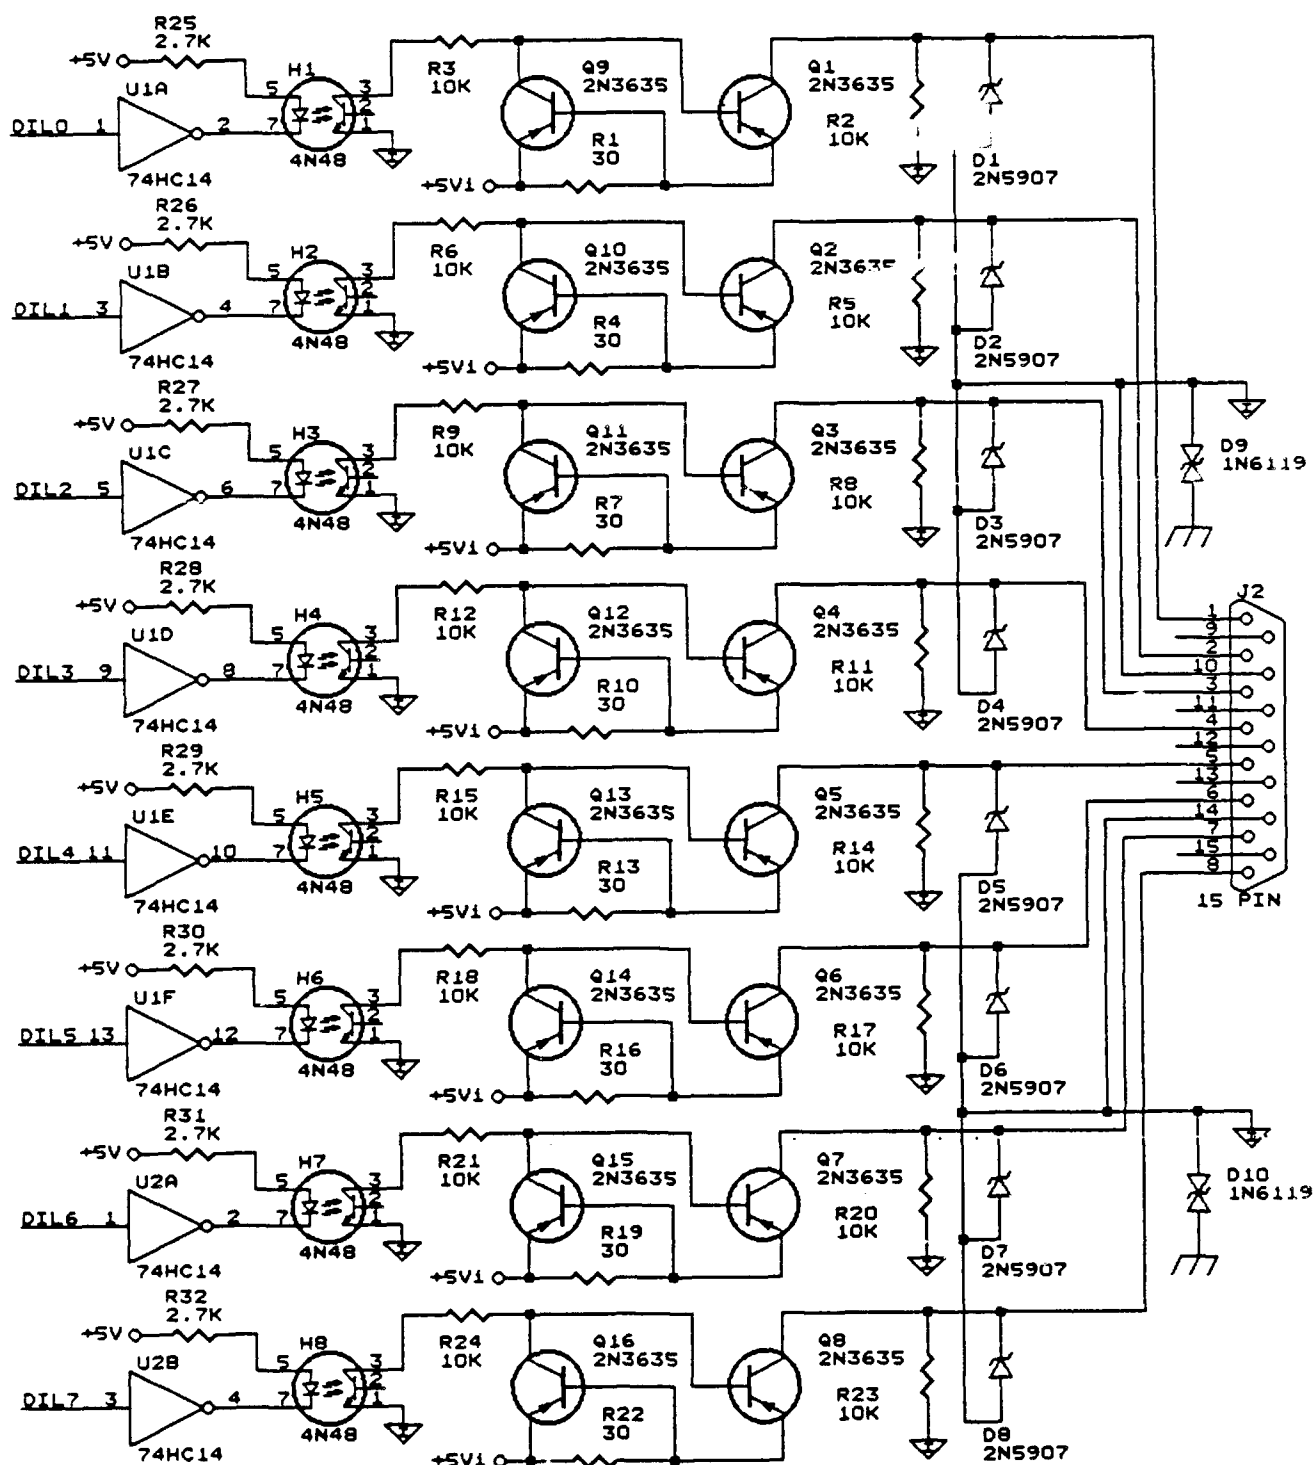 R25
2.7K
+5V
U1A
DIL0 1 2
74HC14
H1
5 7 3 2 1
4N48
R3
10K
Q9
2N3635
R1
30
+5Vi
Q1
2N3635
R2
10K
D1
2N5907
R26
2.7K
+5V
U1B
DIL1 3 4
74HC14
H2
5 7 3 2 1
4N48
R6
10K
Q10
2N3635
R4
30
+5Vi
Q2
2N3635
R5
10K
D2
2N5907
R27
2.7K
+5V
U1C
DIL2 5 6
74HC14
H3
5 7 3 2 1
4N48
R9
10K
Q11
2N3635
R7
30
+5Vi
Q3
2N3635
R8
10K
D3
2N5907
D9
1N6119
R28
2.7K
+5V
U1D
DIL3 9 8
74HC14
H4
5 7 3 2 1
4N48
R12
10K
Q12
2N3635
R10
30
+5Vi
Q4
2N3635
R11
10K
D4
2N5907
J2
1
9
2
10
3
11
4
12
5
13
6
14
7
15
8
15 PIN
R29
2.7K
+5V
U1E
DIL4 11 10
74HC14
H5
5 7 3 2 1
4N48
R15
10K
Q13
2N3635
R13
30
+5Vi
Q5
2N3635
R14
10K
D5
2N5907
R30
2.7K
+5V
U1F
DIL5 13 12
74HC14
H6
5 7 3 2 1
4N48
R18
10K
Q14
2N3635
R16
30
+5Vi
Q6
2N3635
R17
10K
D6
2N5907
R31
2.7K
+5V
U2A
DIL6 1 2
74HC14
H7
5 7 3 2 1
4N48
R21
10K
Q15
2N3635
R19
30
+5Vi
Q7
2N3635
R20
10K
D7
2N5907
D10
1N6119
R32
2.7K
+5V
U2B
DIL7 3 4
74HC14
H8
5 7 3 2 1
4N48
R24
10K
Q16
2N3635
R22
30
+5Vi
Q8
2N3635
R23
10K
D8
2N5907